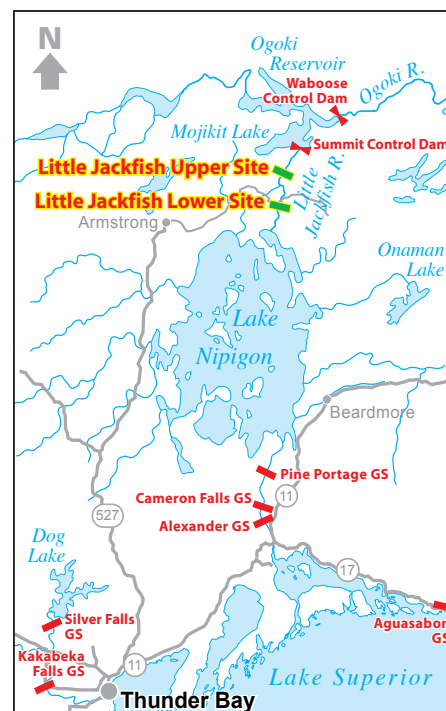 N
Ogoki
Reservoir
Waboose
Control Dam
Ogoki R.
Mojikit Lake
Summit Control Dam
Little Jackfish Upper Site
Little Jackfish Lower Site
Little
Jackfish R.
Armstrong
Onaman
Lake
Lake
Nipigon
Beardmore
Pine Portage GS
11
Cameron Falls GS
Alexander GS
527
Dog
Lake
17
Silver Falls
GS
Aguasabon
GS
Kakabeka
Falls GS
11
Lake Superior
Thunder Bay